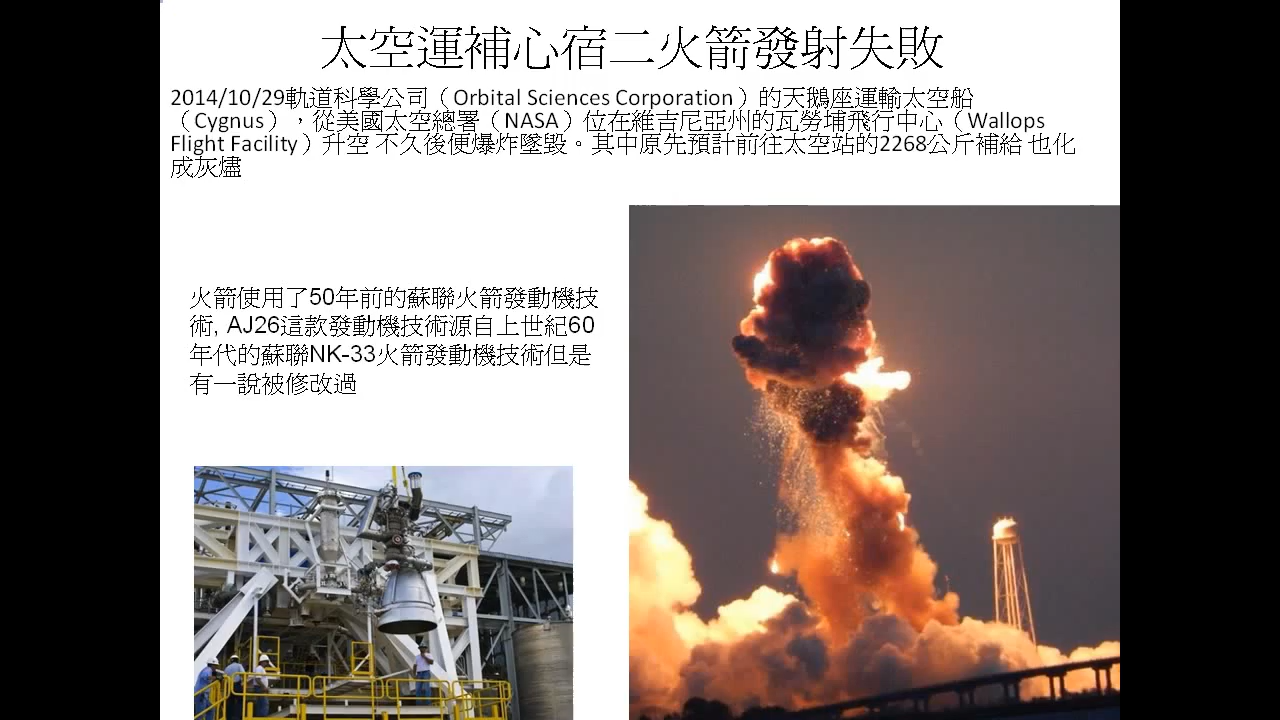 太空運補心宿二火箭發射失敗
2014/10/29軌道科學公司（Orbital Sciences Corporation）的天鵝座運輸太空船
（Cygnus），從美國太空總署（NASA）位在維吉尼亞州的瓦勞埔飛行中心（Wallops
Flight Facility）升空 不久後便爆炸墜毀。其中原先預計前往太空站的2268公斤補給 也化
成灰燼
火箭使用了50年前的蘇聯火箭發動機技
術, AJ26這款發動機技術源自上世紀60
年代的蘇聯NK-33火箭發動機技術但是
有一說被修改過